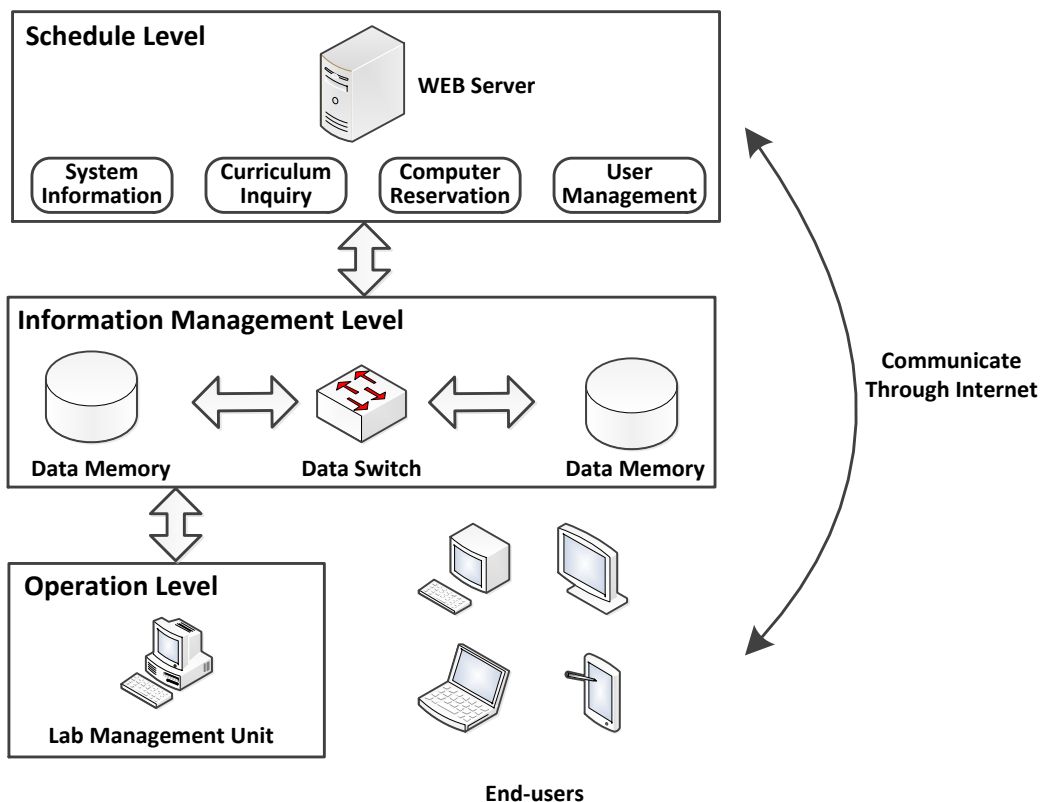 Schedule Level
WEB Server
System
Information
Curriculum
Inquiry
Computer
Reservation
User
Management
Information Management Level
Data Memory
Data Switch
Data Memory
Communicate
Through Internet
Operation Level
Lab Management Unit
End-users